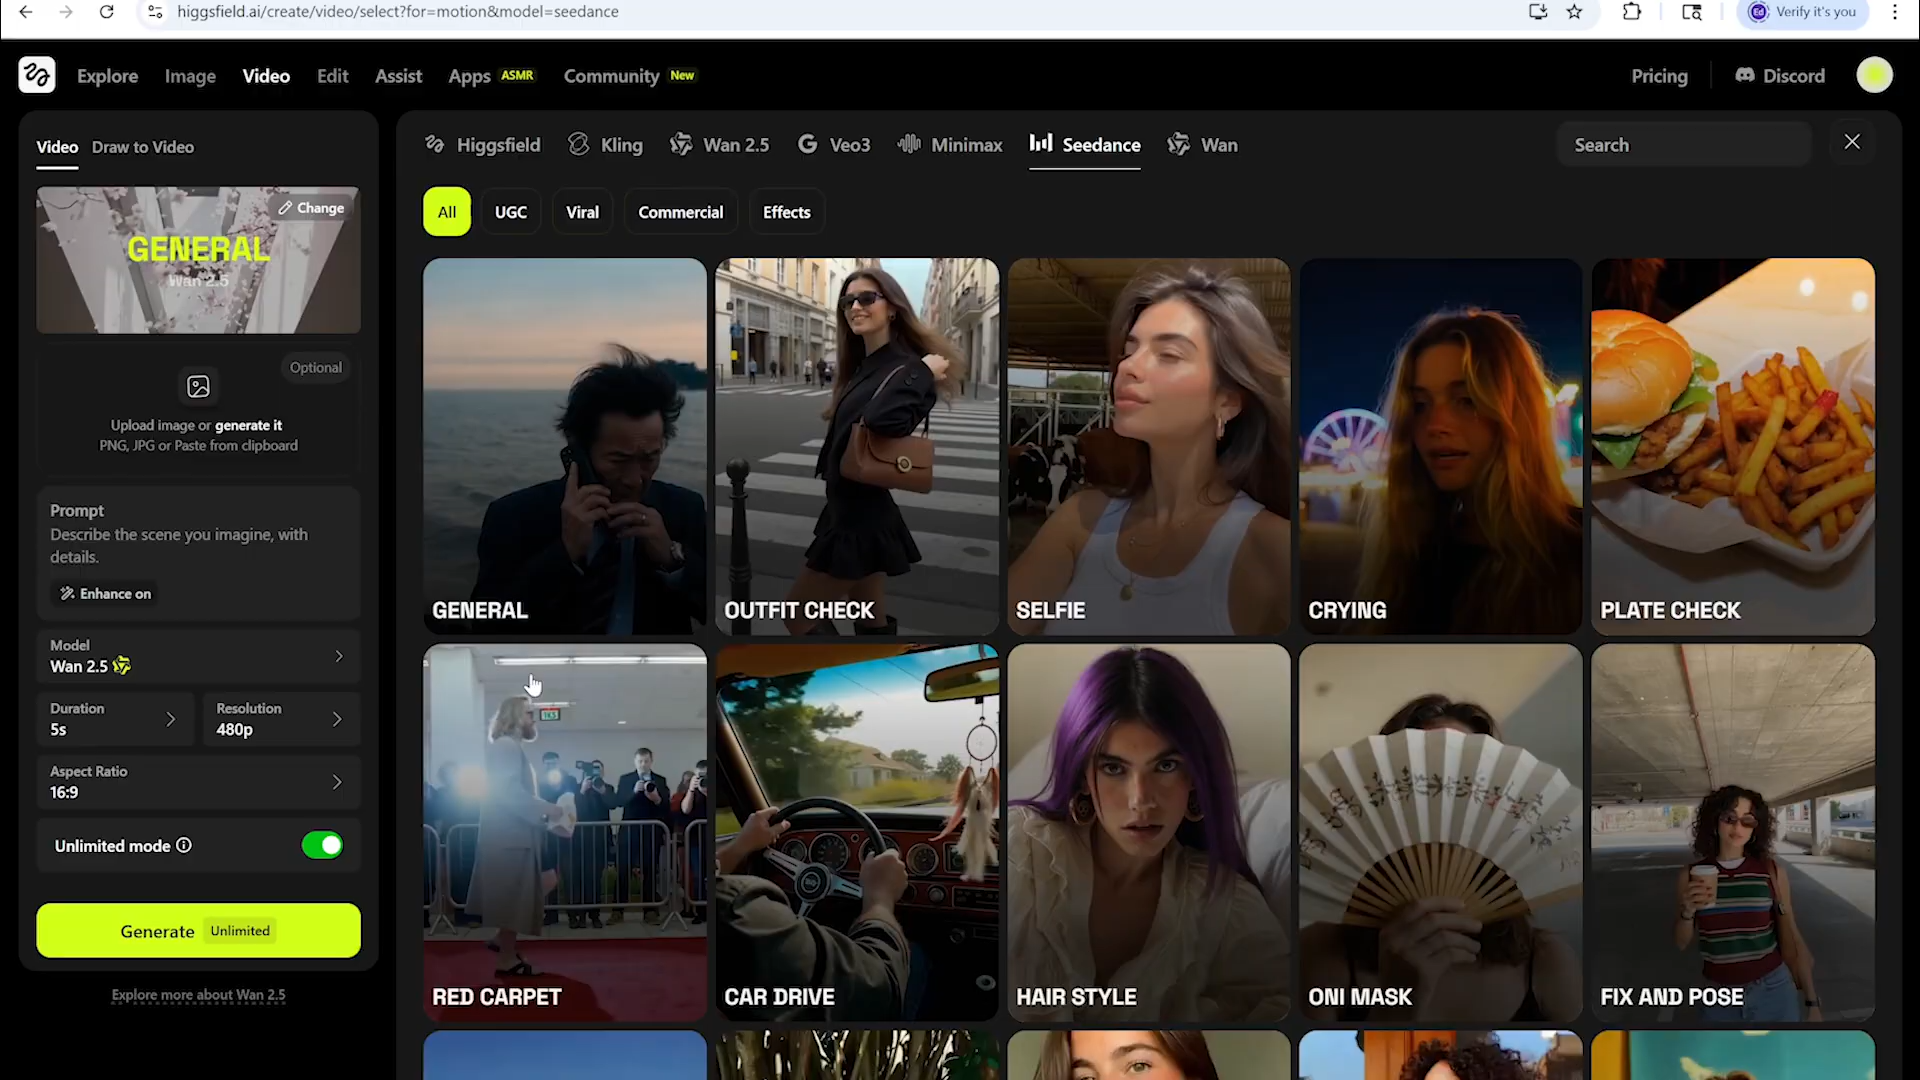 higgsfield.ai/create/video/select?for=motion&model=seedance
Ed
Verify it's you
Explore
Image
Video
Edit
Assist
Apps ASMR
Community New
Pricing
Discord
Video
Draw to Video
Change
GENERAL
Wan 2.5
Optional
Upload image or generate it
PNG, JPG or Paste from clipboard
Prompt
Describe the scene you imagine, with
details.
Enhance on
Model
Wan 2.5
Duration
5s
Resolution
480p
Aspect Ratio
16:9
Unlimited mode
Generate Unlimited
Explore more about Wan 2.5
Higgsfield
Kling
Wan 2.5
Veo3
Minimax
Seedance
Wan
Search
All
UGC
Viral
Commercial
Effects
GENERAL
OUTFIT CHECK
SELFIE
CRYING
PLATE CHECK
RED CARPET
CAR DRIVE
HAIR STYLE
ONI MASK
FIX AND POSE